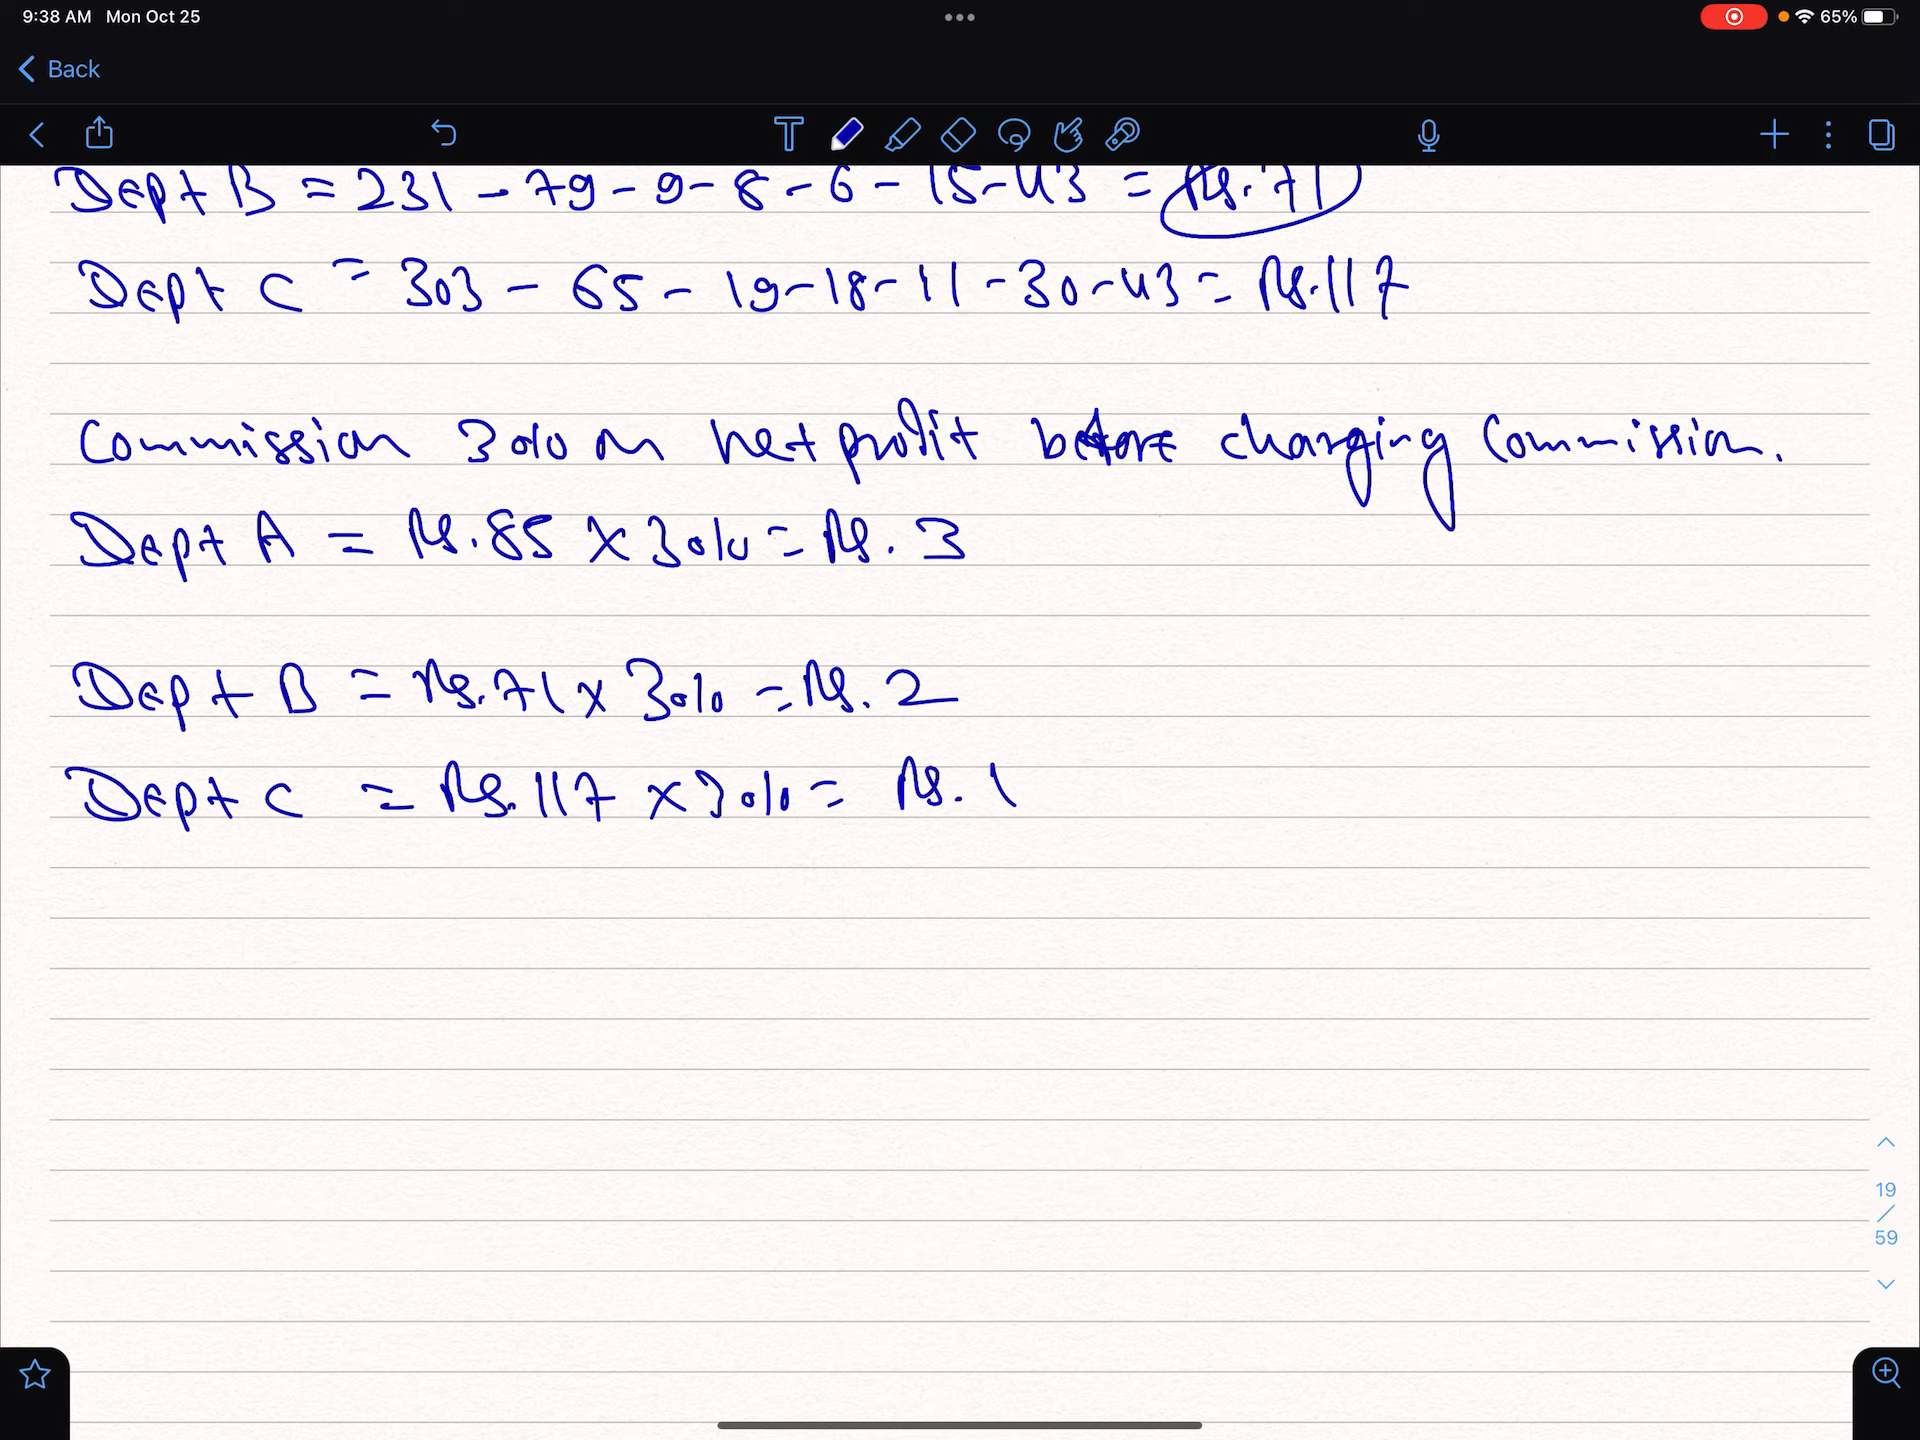 9:38 AM Mon Oct 25
65%
Back
Dept B = 231 - 79 - 9 - 8 - 6 - 15 - 43 = Rs. 71
Dept C = 303 - 65 - 19 - 18 - 11 - 30 - 43 = Rs. 117
Commission 3% on net profit before charging Commission.
Dept A = Rs. 85 x 3% = Rs. 3
Dept B = Rs. 71 x 3% = Rs. 2
Dept C = Rs. 117 x 3% = Rs. 1
19
/
59